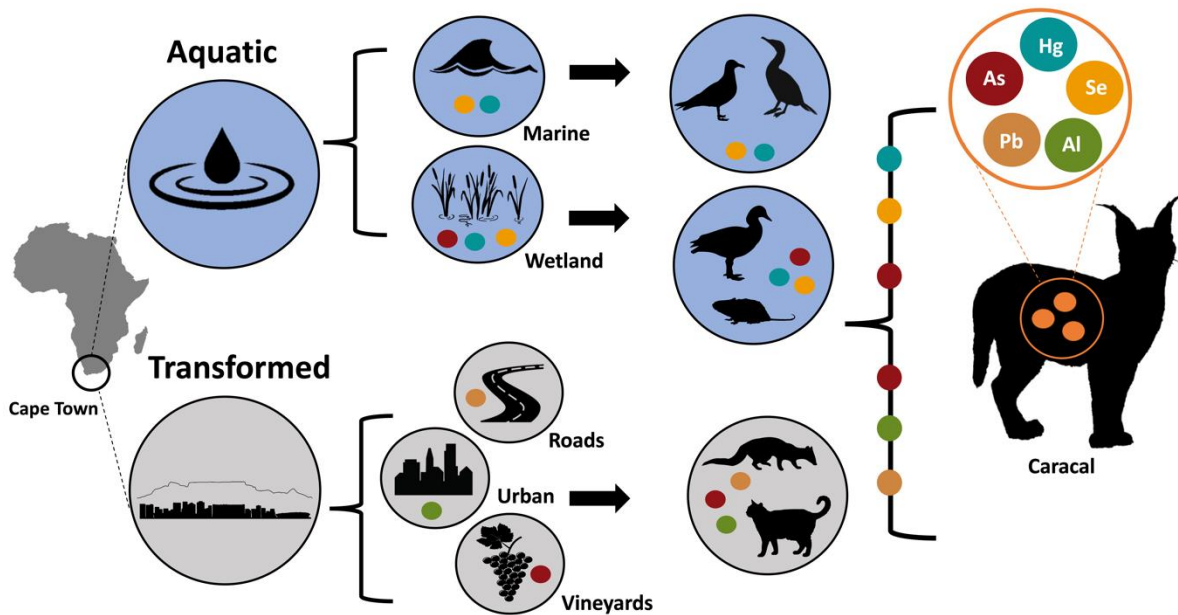 Aquatic
Marine
Wetland
Cape Town
Transformed
Roads
Urban
Vineyards
Hg
As
Se
Pb
Al
Caracal